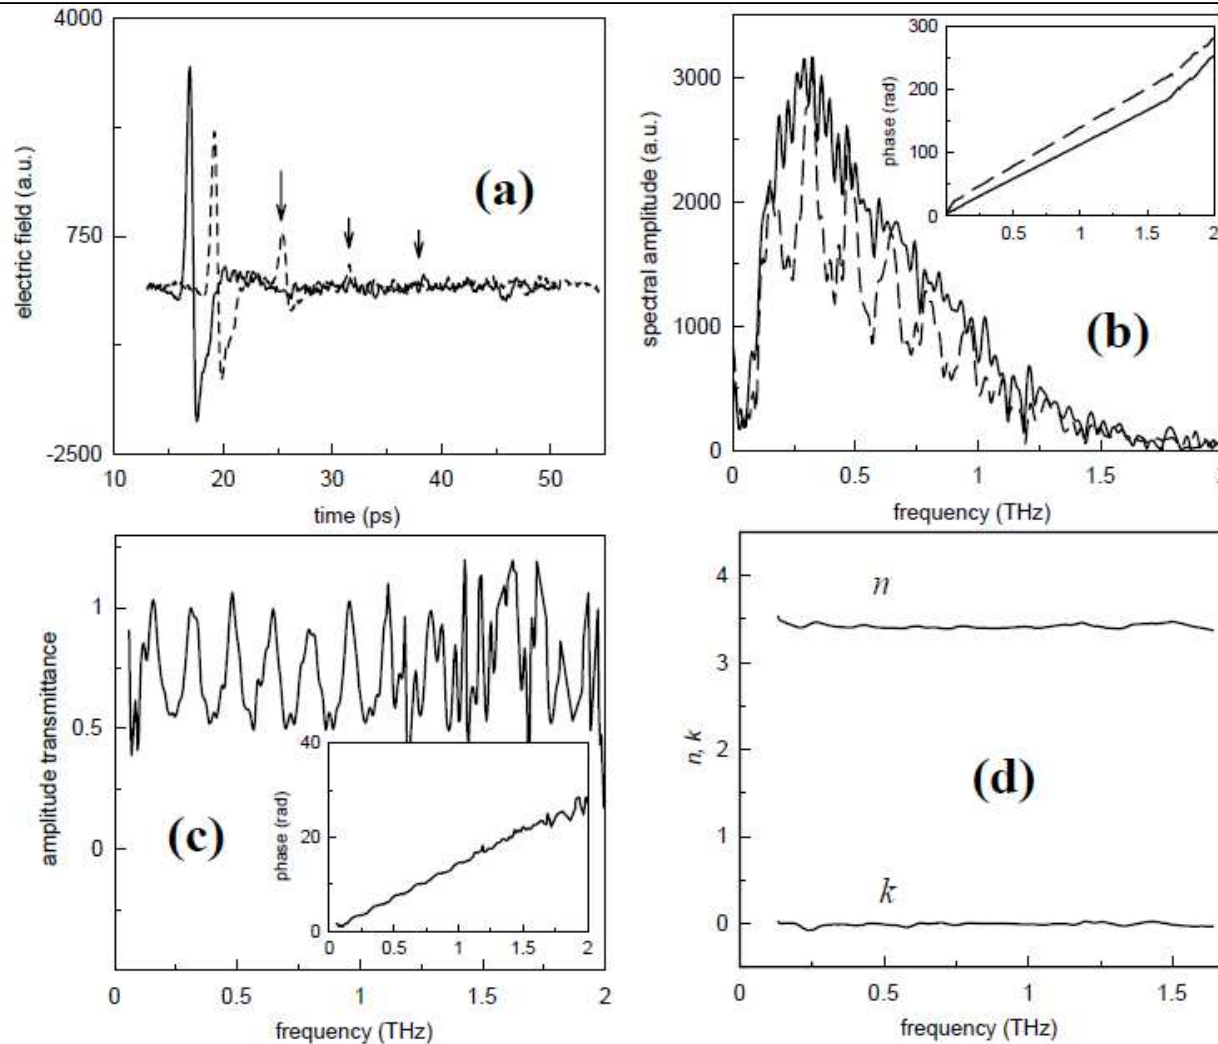 4000
750
-2500
electric field (a.u.)
(a)
10 20 30 40 50
time (ps)
3000
2000
1000
0
spectral amplitude (a.u.)
300
200
100
0
phase (rad)
0.5 1 1.5 2
(b)
0 0.5 1 1.5
frequency (THz)
1
0.5
0
amplitude transmittance
(c)
40
20
0
phase (rad)
0 0.5 1 1.5 2
0 0.5 1 1.5 2
frequency (THz)
4
3
2
1
0
n, k
n
(d)
k
0 0.5 1 1.5
frequency (THz)